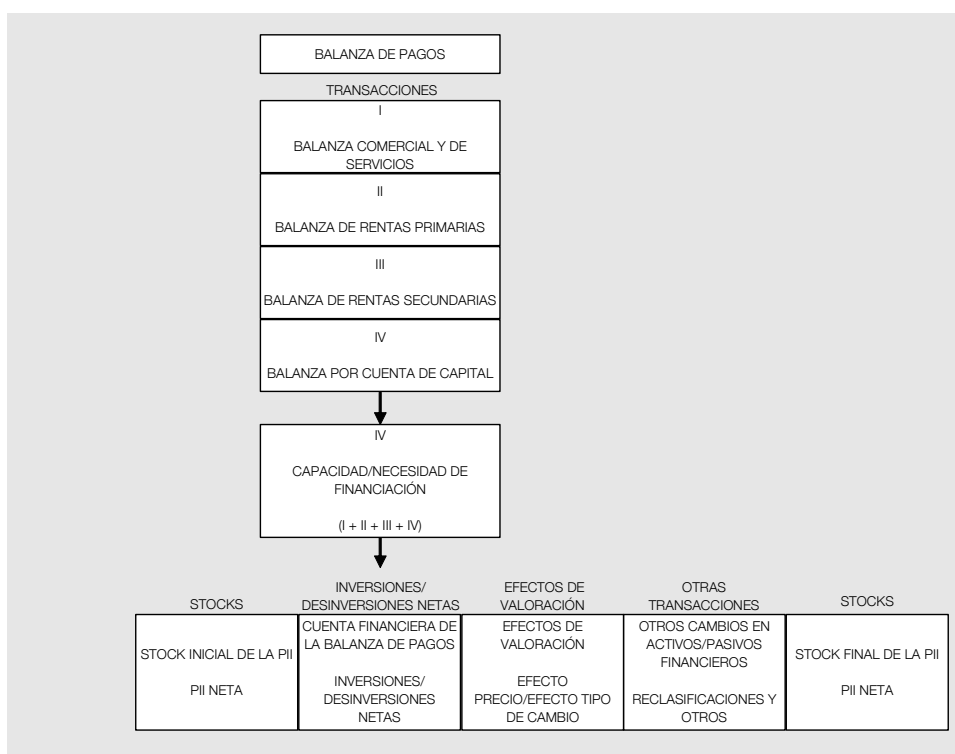 BALANZA DE PAGOS
TRANSACCIONES
I
BALANZA COMERCIAL Y DE
SERVICIOS
II
BALANZA DE RENTAS PRIMARIAS
III
BALANZA DE RENTAS SECUNDARIAS
IV
BALANZA POR CUENTA DE CAPITAL
IV
CAPACIDAD/NECESIDAD DE
FINANCIACIÓN
(I + II + III + IV)
STOCKS
STOCK INICIAL DE LA PII
PII NETA
INVERSIONES/
DESINVERSIONES NETAS
CUENTA FINANCIERA DE
LA BALANZA DE PAGOS
INVERSIONES/
DESINVERSIONES
NETAS
EFECTOS DE
VALORACIÓN
EFECTOS DE
VALORACIÓN
EFECTO
PRECIO/EFECTO TIPO
DE CAMBIO
OTRAS
TRANSACCIONES
OTROS CAMBIOS EN
ACTIVOS/PASIVOS
FINANCIEROS
RECLASIFICACIONES Y
OTROS
STOCKS
STOCK FINAL DE LA PII
PII NETA